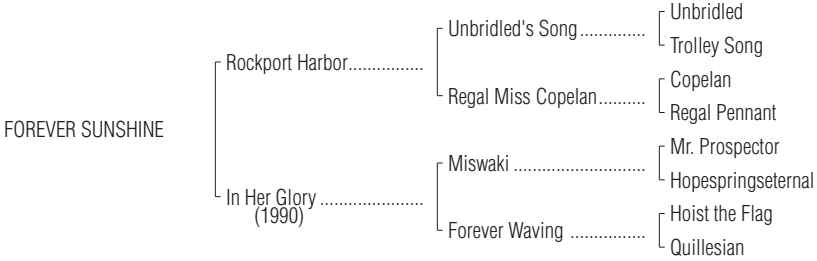 Unbridled
Unbridled's Song..............
Trolley Song
Rockport Harbor................
Copelan
Regal Miss Copelan..........
Regal Pennant
FOREVER SUNSHINE
Mr. Prospector
Miswaki ............................
Hopespringseternal
In Her Glory ......................
(1990)
Hoist the Flag
Forever Waving ................
Quillesian